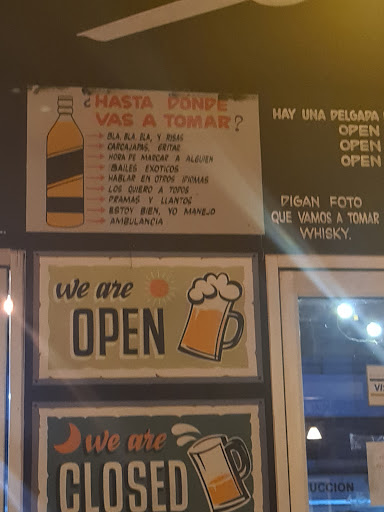 ¿HASTA DÓNDE
VAS A TOMAR?
BLA, BLA, BLA, Y RISAS
CARCAJADAS, GRITAR
HORA DE MARCAR A ALGUIEN
BAILES EXOTICOS
HABLAR EN OTROS IDIOMAS
LOS QUIERO A TODOS
DRAMAS Y LLANTOS
ESTOY BIEN, YO MANEJO
AMBULANCIA
HAY UNA DELGADA
OPEN
OPEN
OPEN
DIGAN FOTO
QUE VAMOS A TOMAR
WHISKY.
we are
OPEN
we are
CLOSED
UCCION